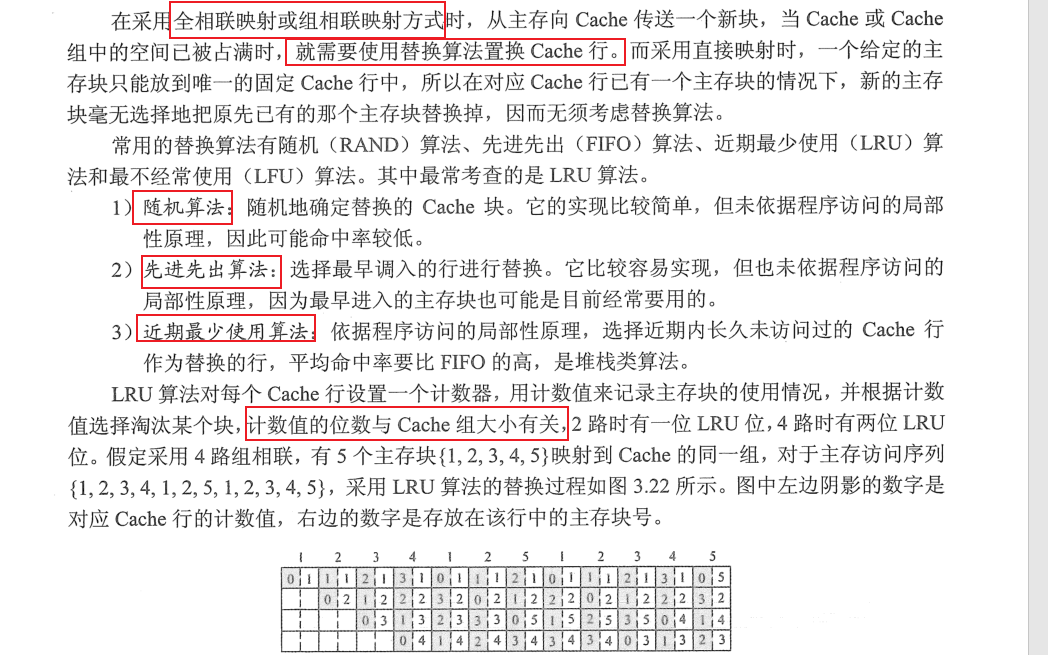 在采用全相联映射或组相联映射方式时，从主存向 Cache 传送一个新块，当 Cache 或 Cache
组中的空间已被占满时，就需要使用替换算法置换 Cache 行。而采用直接映射时，一个给定的主
存块只能放到唯一的固定 Cache 行中，所以在对应 Cache 行已有一个主存块的情况下，新的主存
块毫无选择地把原先已有的那个主存块替换掉，因而无须考虑替换算法。
常用的替换算法有随机（RAND）算法、先进先出（FIFO）算法、近期最少使用（LRU）算
法和最不经常使用（LFU）算法。其中最常考查的是 LRU 算法。
1）随机算法：随机地确定替换的 Cache 块。它的实现比较简单，但未依据程序访问的局部
性原理，因此可能命中率较低。
2）先进先出算法：选择最早调入的行进行替换。它比较容易实现，但也未依据程序访问的
局部性原理，因为最早进入的主存块也可能是目前经常要用的。
3）近期最少使用算法：依据程序访问的局部性原理，选择近期内长久未访问过的 Cache 行
作为替换的行，平均命中率要比 FIFO 的高，是堆栈类算法。
LRU 算法对每个 Cache 行设置一个计数器，用计数值来记录主存块的使用情况，并根据计数
值选择淘汰某个块，计数值的位数与 Cache 组大小有关，2 路时有一位 LRU 位，4 路时有两位 LRU
位。假定采用 4 路组相联，有 5 个主存块{1, 2, 3, 4, 5}映射到 Cache 的同一组，对于主存访问序列
{1, 2, 3, 4, 1, 2, 5, 1, 2, 3, 4, 5}，采用 LRU 算法的替换过程如图 3.22 所示。图中左边阴影的数字是
对应 Cache 行的计数值，右边的数字是存放在该行中的主存块号。
1 2 3 4 1 2 5 1 2 3 4 5
0 1 1 1 2 1 3 1 0 1 1 1 2 1 0 1 1 1 2 1 3 1 0 5
0 2 1 2 2 2 3 2 0 2 1 2 2 2 0 2 1 2 2 2 3 2
0 3 1 3 2 3 3 3 0 5 1 5 2 5 3 5 0 4 1 4
0 4 1 4 2 4 3 4 3 4 3 4 0 3 1 3 2 3